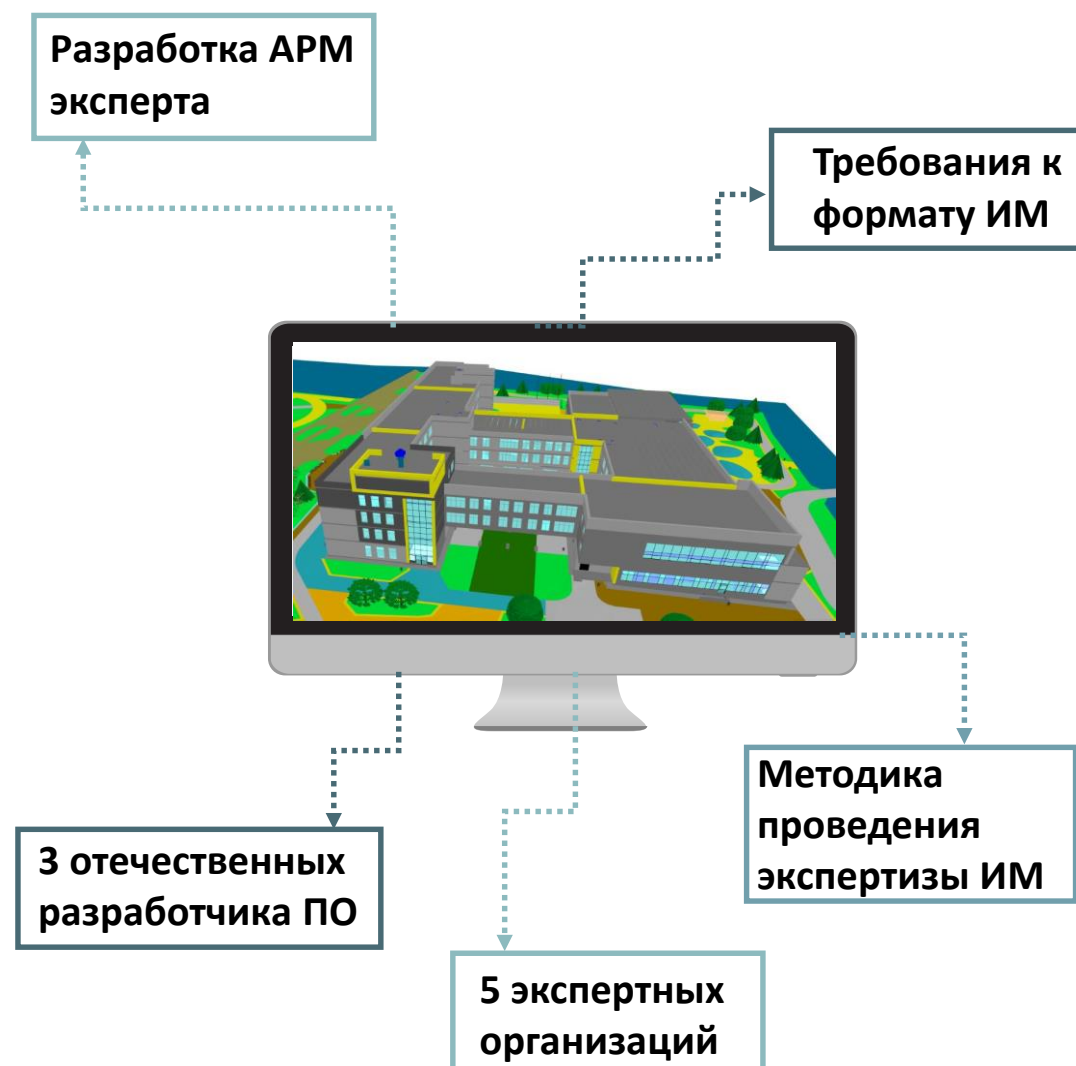 Разработка АРМ
эксперта
Требования к
формату ИМ
Методика
проведения
экспертизы ИМ
3 отечественных
разработчика ПО
5 экспертных
организаций